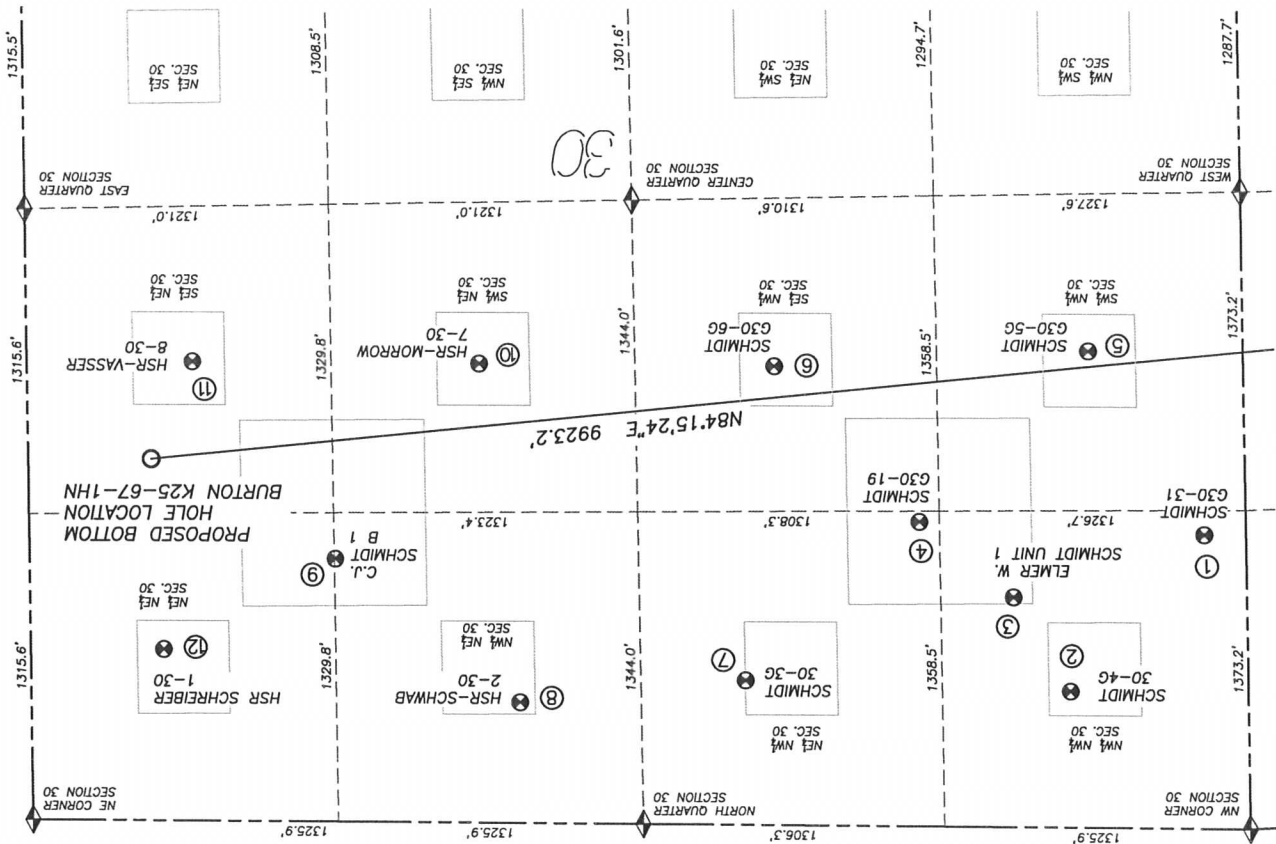 NW CORNER
SECTION 30
1325.9'
1306.3'
NORTH QUARTER
SECTION 30
1325.9'
1325.9'
NE CORNER
SECTION 30
NW¼ NW¼
SEC. 30
NE¼ NW¼
SEC. 30
1373.2'
SCHMIDT
30-4G
2
1358.5'
SCHMIDT
30-3G
7
1344.0'
8
HSR-SCHWAB
2-30
NW¼ NE¼
SEC. 30
1329.8'
HSR SCHREIBER
1-30
12
NE¼ NE¼
SEC. 30
1315.6'
3
ELMER W.
SCHMIDT UNIT 1
1
SCHMIDT
G30-31
4
SCHMIDT
G30-19
9
C.J.
SCHMIDT
B 1
1326.7'
1308.3'
1323.4'
PROPOSED BOTTOM
HOLE LOCATION
BURTON K25-67-1HN
N84°15'24"E 9923.2'
1373.2'
5
SCHMIDT
G30-5G
SW¼ NW¼
SEC. 30
1358.5'
6
SCHMIDT
G30-6G
SE¼ NW¼
SEC. 30
1344.0'
10
HSR-MORROW
7-30
SW¼ NE¼
SEC. 30
1329.8'
11
HSR-VASSER
8-30
SE¼ NE¼
SEC. 30
1315.6'
WEST QUARTER
SECTION 30
1327.6'
1310.6'
CENTER QUARTER
SECTION 30
1321.0'
1321.0'
EAST QUARTER
SECTION 30
30
1287.7'
NW¼ SW¼
SEC. 30
1294.7'
NE¼ SW¼
SEC. 30
1301.6'
NW¼ SE¼
SEC. 30
1308.5'
NE¼ SE¼
SEC. 30
1315.5'